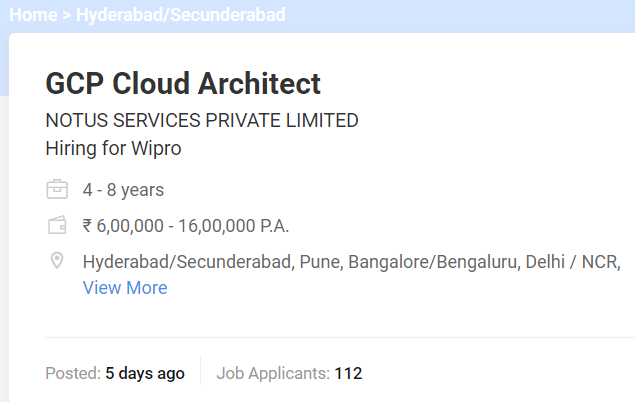 Home > Hyderabad/Secunderabad
GCP Cloud Architect
NOTUS SERVICES PRIVATE LIMITED
Hiring for Wipro
4 - 8 years
₹ 6,00,000 - 16,00,000 P.A.
Hyderabad/Secunderabad, Pune, Bangalore/Bengaluru, Delhi / NCR,
View More
Posted: 5 days ago Job Applicants: 112